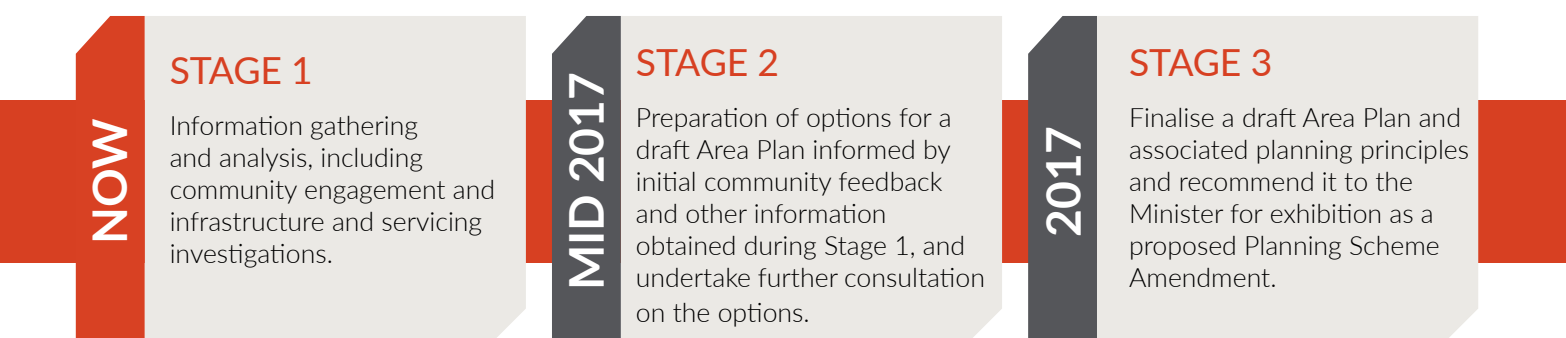 NOW
STAGE 1
Information gathering
and analysis, including
community engagement and
infrastructure and servicing
investigations.
MIID 2017
STAGE 2
Preparation of options for a
draft Area Plan informed by
initial community feedback
and other information
obtained during Stage 1, and
undertake further consultation
on the options.
2017
STAGE 3
Finalise a draft Area Plan and
associated planning principles
and recommend it to the
Minister for exhibition as a
proposed Planning Scheme
Amendment.